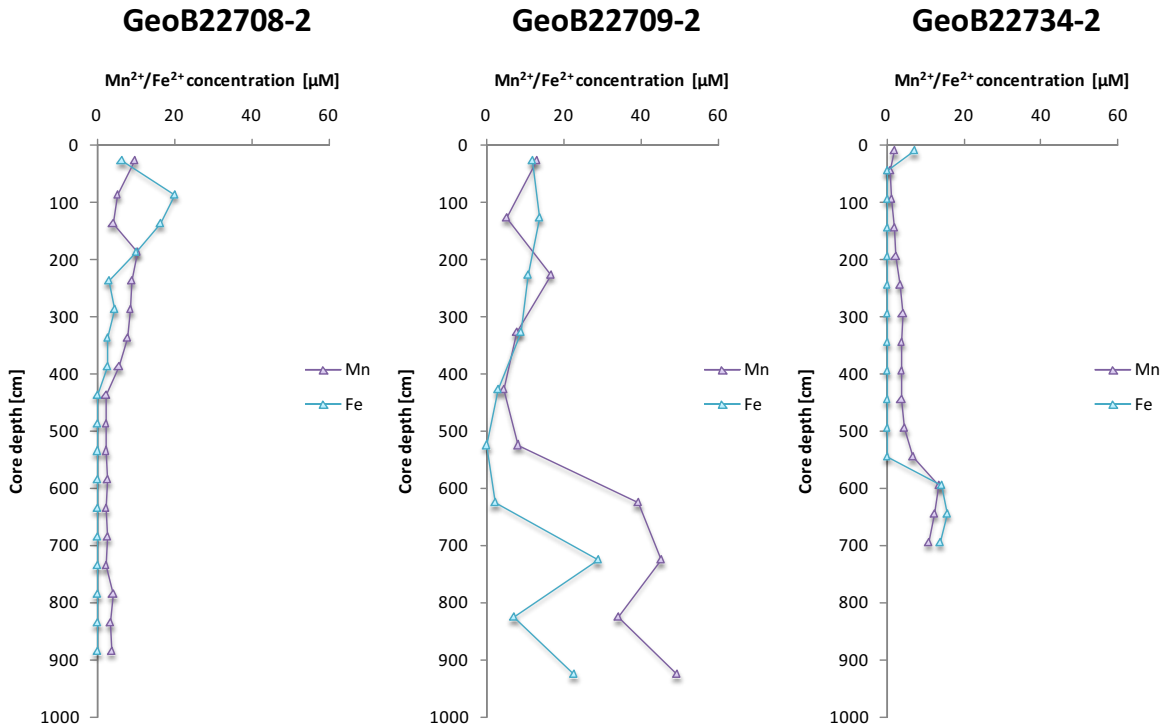 GeoB22708-2
Mn²⁺/Fe²⁺ concentration [µM]
0 20 40 60
0
100
200
300
400
500
600
700
800
900
1000
Core depth [cm]
Mn
Fe
GeoB22709-2
Mn²⁺/Fe²⁺ concentration [µM]
0 20 40 60
0
100
200
300
400
500
600
700
800
900
1000
Core depth [cm]
Mn
Fe
GeoB22734-2
Mn²⁺/Fe²⁺ concentration [µM]
0 20 40 60
0
100
200
300
400
500
600
700
800
900
1000
Core depth [cm]
Mn
Fe